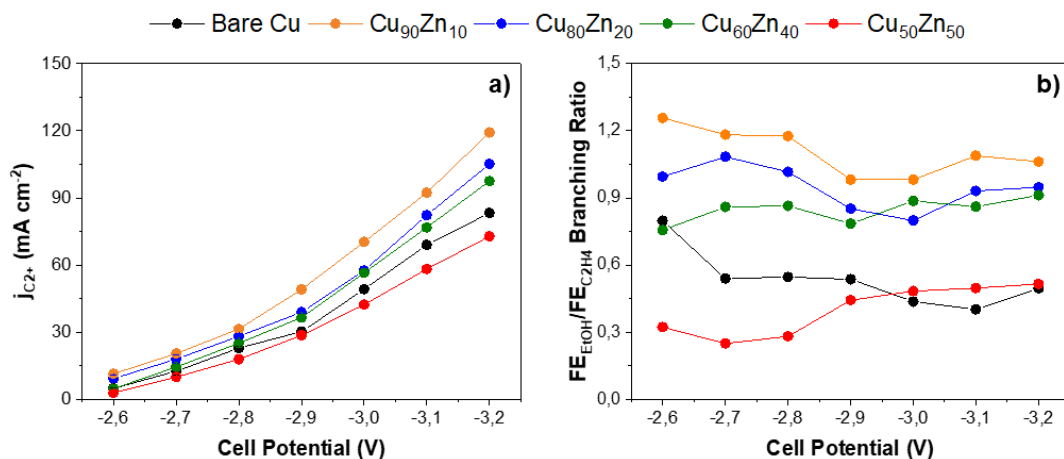 Bare Cu Cu90Zn10 Cu80Zn20 Cu60Zn40 Cu50Zn50
a)
150
120
90
60
30
0
jC2+ (mA cm-2)
-2,6 -2,7 -2,8 -2,9 -3,0 -3,1 -3,2
Cell Potential (V)
b)
1,5
1,2
0,9
0,6
0,3
0,0
FEEtOH/FEC2H4 Branching Ratio
-2,6 -2,7 -2,8 -2,9 -3,0 -3,1 -3,2
Cell Potential (V)